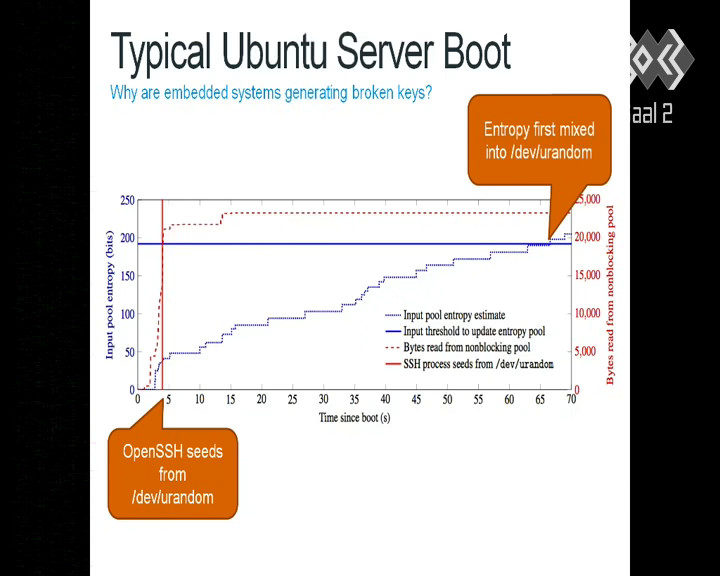 Typical Ubuntu Server Boot
Why are embedded systems generating broken keys?
aal 2
Entropy first mixed
into /dev/urandom
250
200
150
100
50
0
Input pool entropy (bits)
5,000
20,000
15,000
10,000
5,000
0
Bytes read from nonblocking pool
Input pool entropy estimate
Input threshold to update entropy pool
Bytes read from nonblocking pool
SSH process seeds from /dev/urandom
0 5 10 15 20 25 30 35 40 45 50 55 60 65 70
Time since boot (s)
OpenSSH seeds
from
/dev/urandom